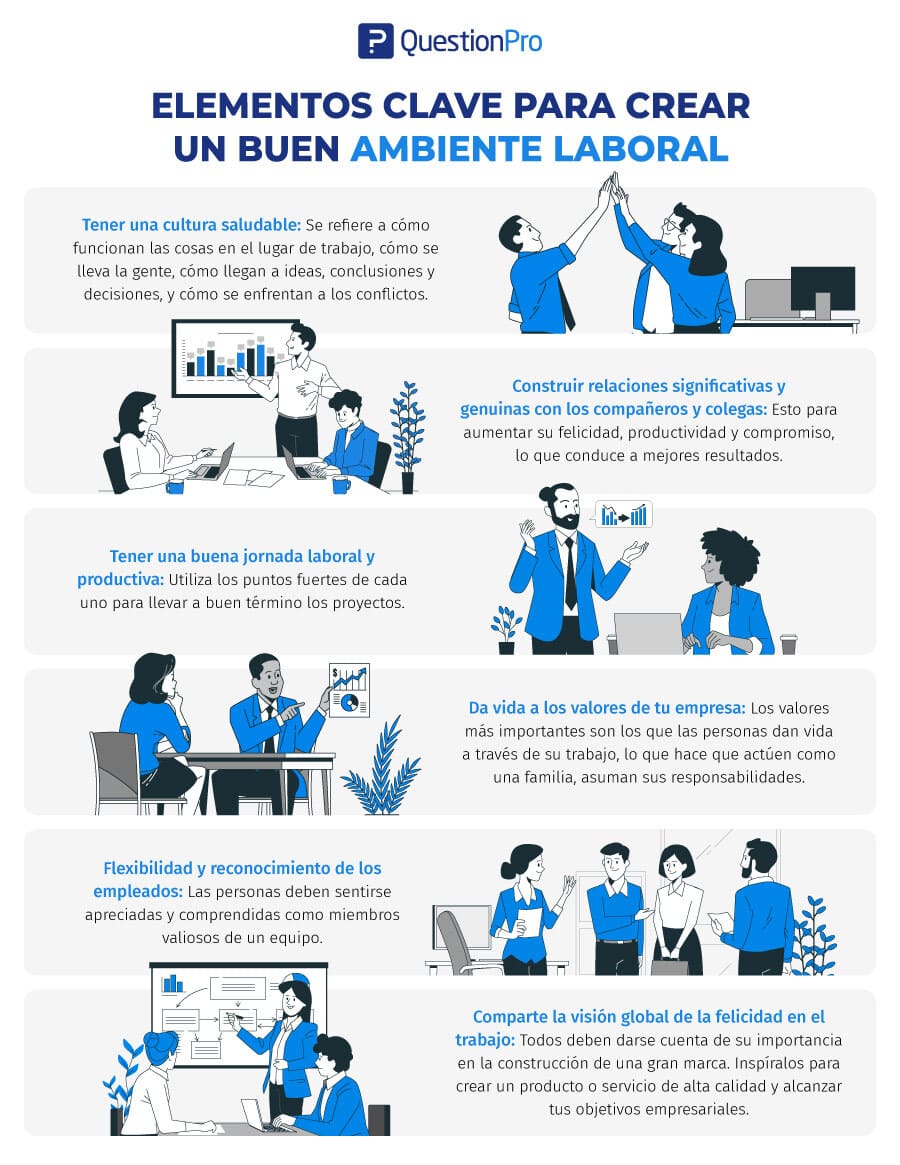 QuestionPro
ELEMENTOS CLAVE PARA CREAR
UN BUEN AMBIENTE LABORAL
Tener una cultura saludable: Se refiere a cómo
funcionan las cosas en el lugar de trabajo, cómo se
lleva la gente, cómo llegan a ideas, conclusiones y
decisiones, y cómo se enfrentan a los conflictos.
Construir relaciones significativas y
genuinas con los compañeros y colegas: Esto para
aumentar su felicidad, productividad y compromiso,
lo que conduce a mejores resultados.
Tener una buena jornada laboral y
productiva: Utiliza los puntos fuertes de cada
uno para llevar a buen término los proyectos.
$
Da vida a los valores de tu empresa: Los valores
más importantes son los que las personas dan vida
a través de su trabajo, lo que hace que actúen como
una familia, asuman sus responsabilidades.
Flexibilidad y reconocimiento de los
empleados: Las personas deben sentirse
apreciadas y comprendidas como miembros
valiosos de un equipo.
Comparte la visión global de la felicidad en el
trabajo: Todos deben darse cuenta de su importancia
en la construcción de una gran marca. Inspíralos para
crear un producto o servicio de alta calidad y alcanzar
tus objetivos empresariales.